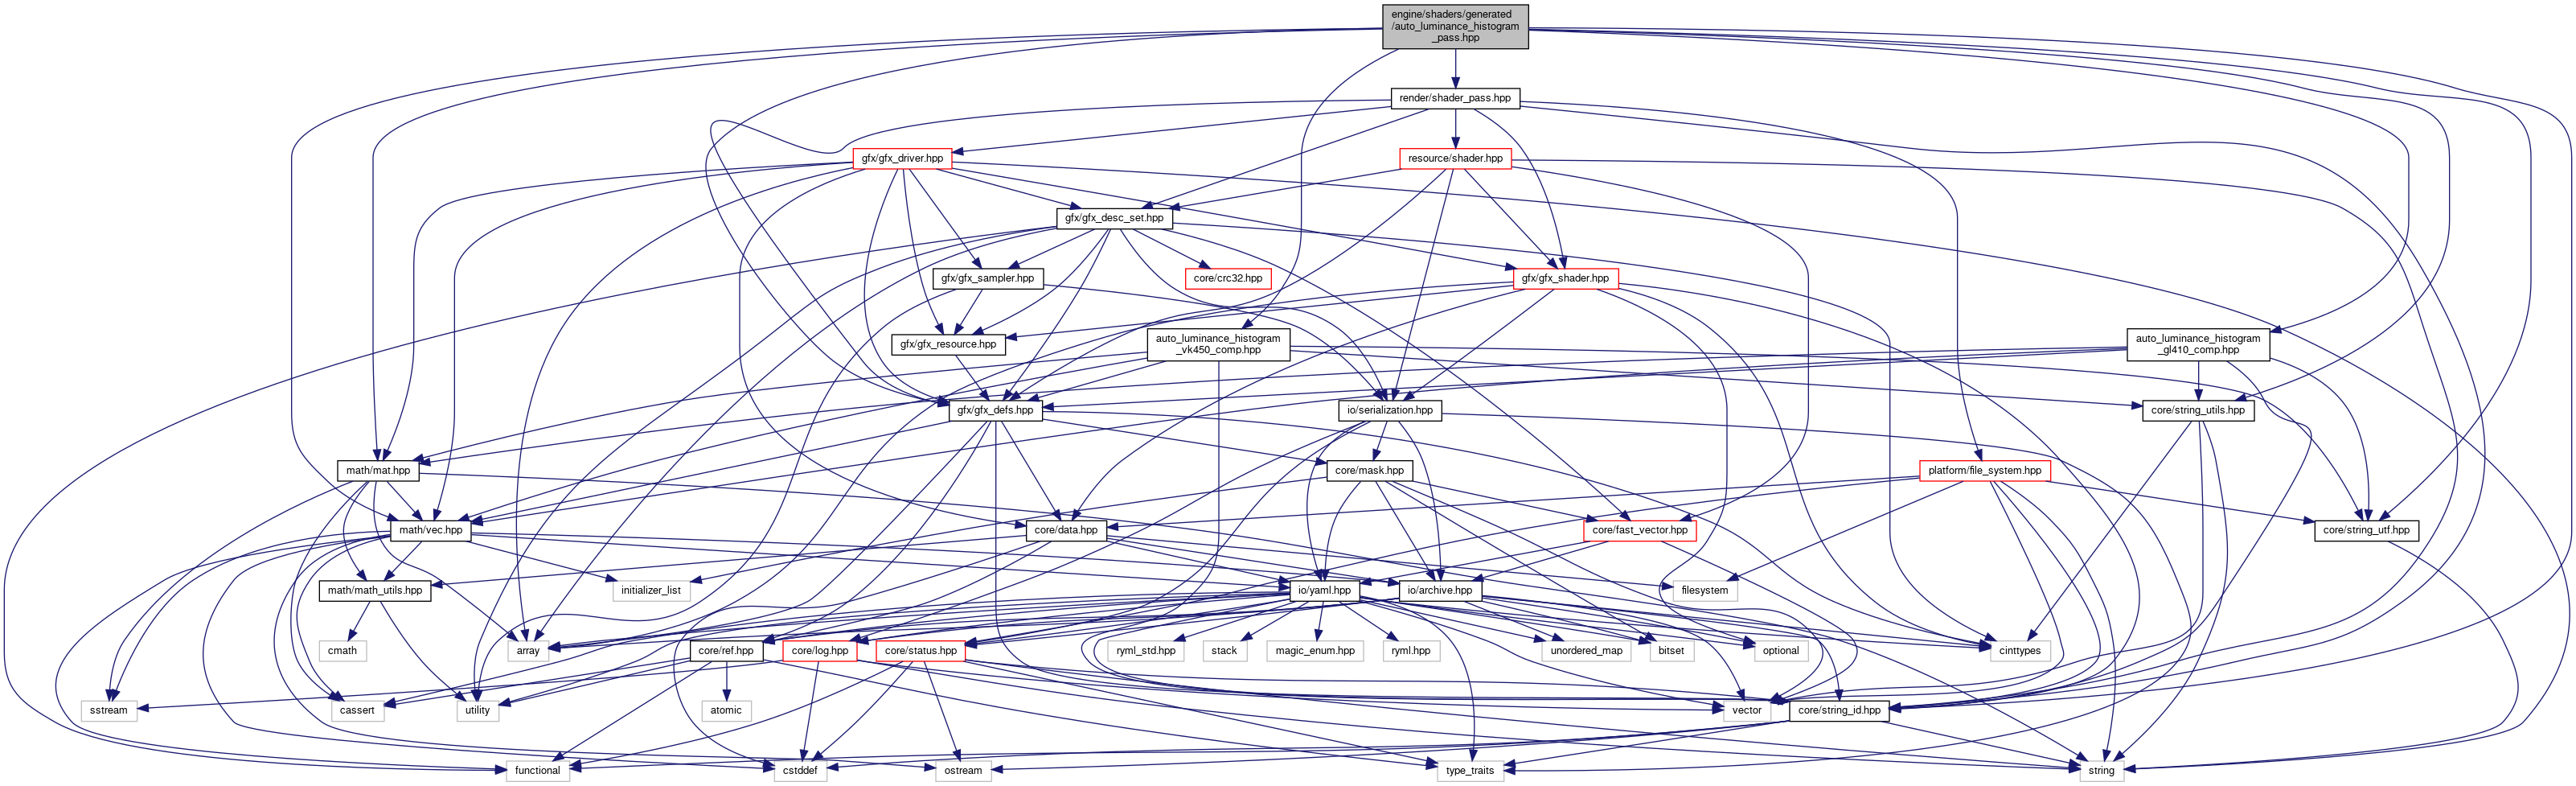 engine/shaders/generated
/auto_luminance_histogram
_pass.hpp
render/shader_pass.hpp
gfx/gfx_driver.hpp
resource/shader.hpp
gfx/gfx_desc_set.hpp
gfx/gfx_sampler.hpp
core/crc32.hpp
gfx/gfx_shader.hpp
gfx/gfx_resource.hpp
auto_luminance_histogram
_vk450_comp.hpp
auto_luminance_histogram
_gl410_comp.hpp
gfx/gfx_defs.hpp
io/serialization.hpp
core/string_utils.hpp
math/mat.hpp
core/mask.hpp
platform/file_system.hpp
math/vec.hpp
core/data.hpp
core/fast_vector.hpp
core/string_utf.hpp
math/math_utils.hpp
initializer_list
io/yaml.hpp
io/archive.hpp
filesystem
cmath
array
core/ref.hpp
core/log.hpp
core/status.hpp
ryml_std.hpp
stack
magic_enum.hpp
ryml.hpp
unordered_map
bitset
optional
cinttypes
sstream
cassert
utility
atomic
vector
core/string_id.hpp
functional
cstddef
ostream
type_traits
string